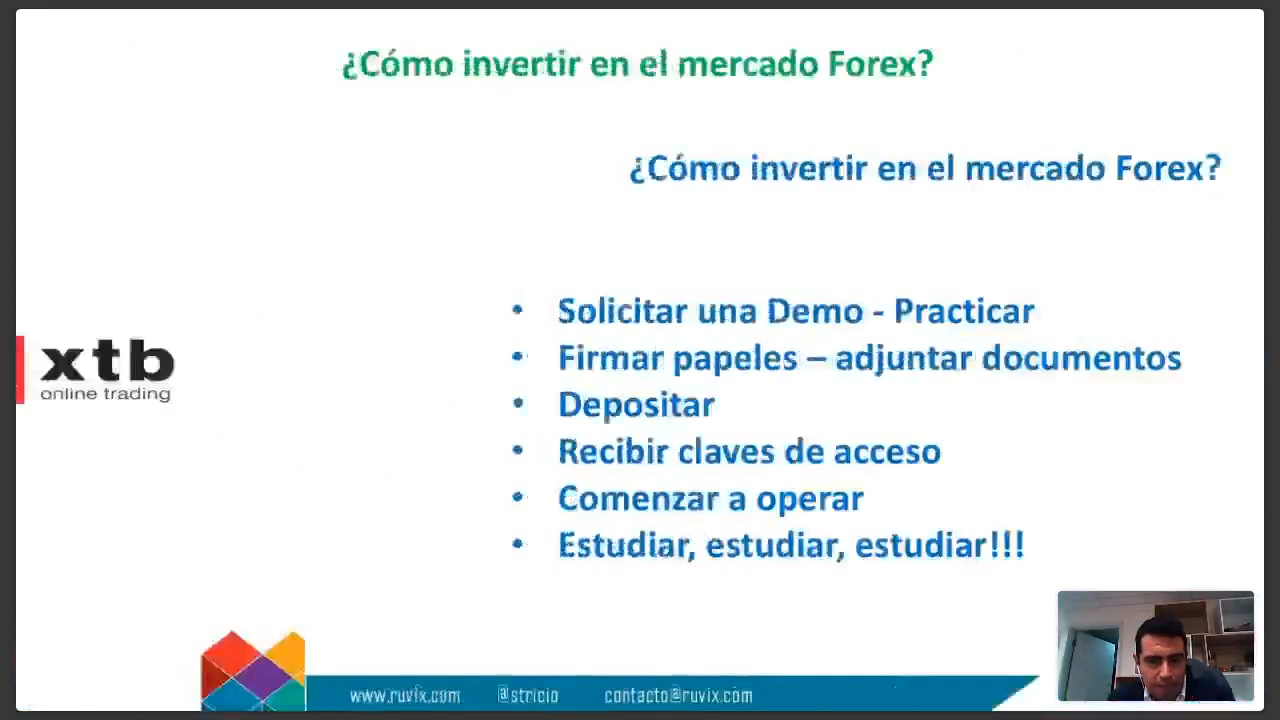 ¿Cómo invertir en el mercado Forex?
¿Cómo invertir en el mercado Forex?
• Solicitar una Demo - Practicar
• Firmar papeles – adjuntar documentos
• Depositar
• Recibir claves de acceso
• Comenzar a operar
• Estudiar, estudiar, estudiar!!!
xtb
online trading
www.ruvix.com @stricio contacto@ruvix.com